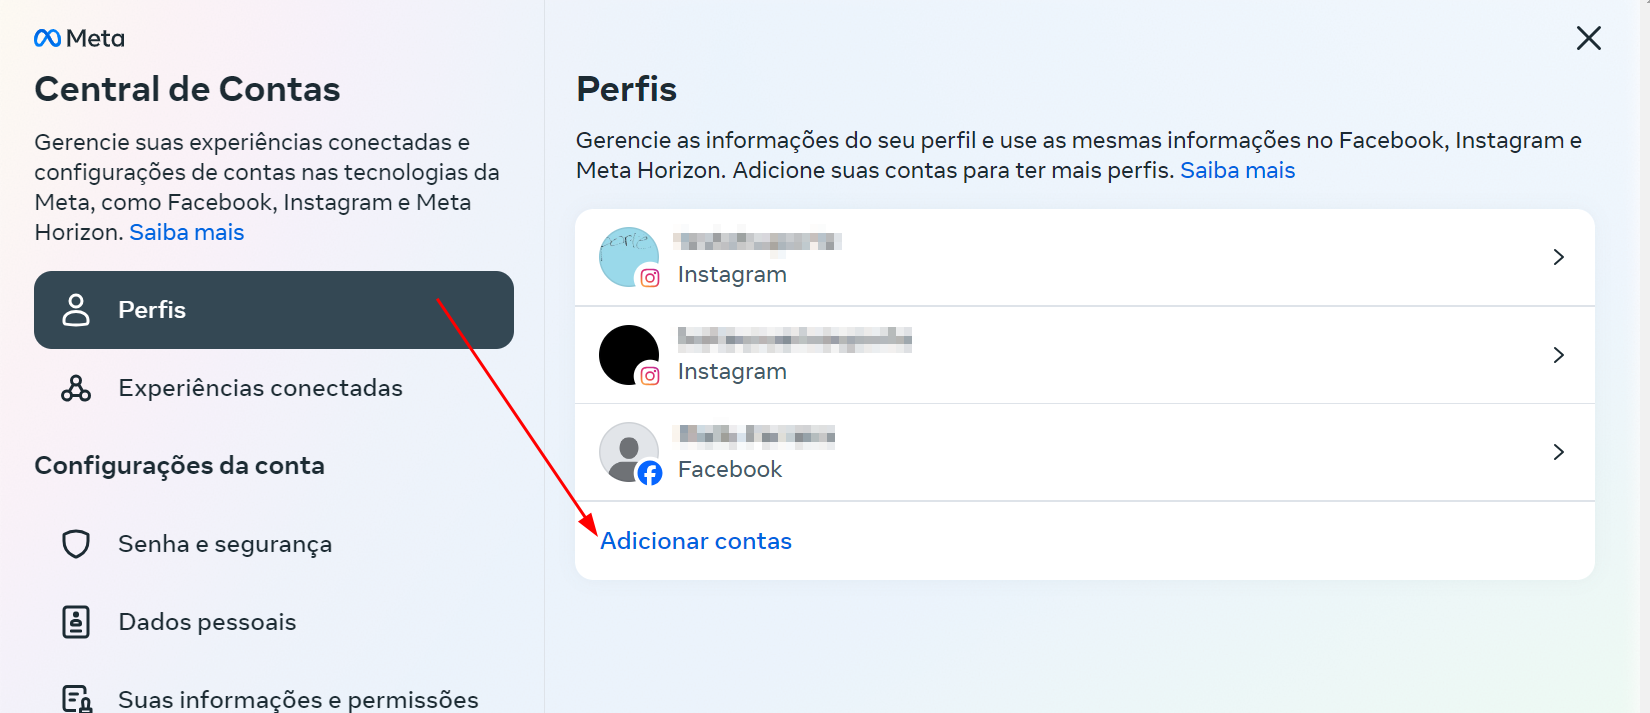 Meta
Central de Contas
Gerencie suas experiências conectadas e
configurações de contas nas tecnologias da
Meta, como Facebook, Instagram e Meta
Horizon. Saiba mais
Perfis
Experiências conectadas
Configurações da conta
Senha e segurança
Dados pessoais
Suas informações e permissões
Perfis
Gerencie as informações do seu perfil e use as mesmas informações no Facebook, Instagram e
Meta Horizon. Adicione suas contas para ter mais perfis. Saiba mais
Instagram
Instagram
Facebook
Adicionar contas